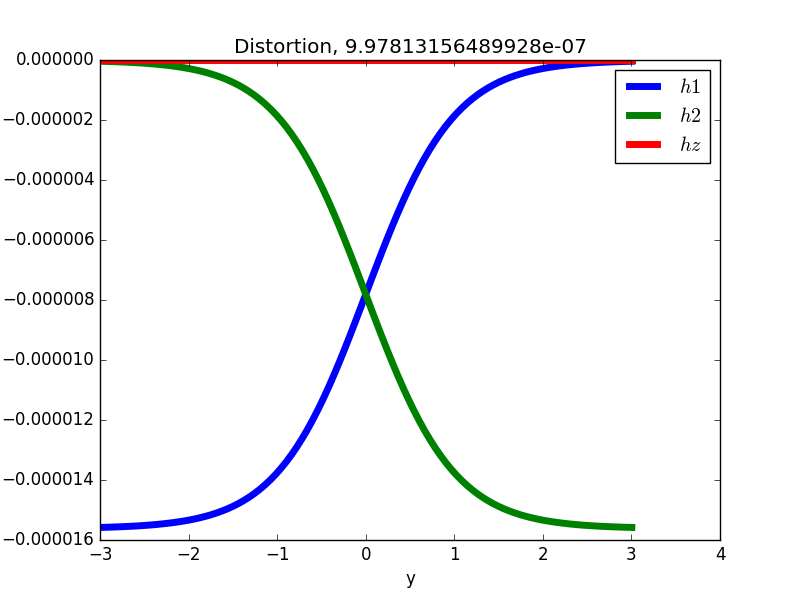 Distortion, 9.97813156489928e-07
0.000000
−0.000002
−0.000004
−0.000006
−0.000008
−0.000010
−0.000012
−0.000014
−0.000016
h1
h2
hz
−3 −2 −1 0 1 2 3 4
y